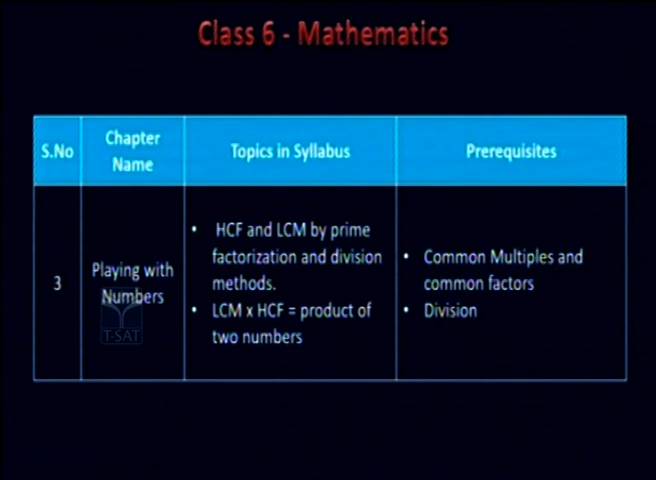 Class 6 - Mathematics
S.No
Chapter
Name
Topics in Syllabus
Prerequisites
3
Playing with
Numbers
• HCF and LCM by prime
factorization and division
methods.
• LCM x HCF = product of
two numbers
• Common Multiples and
common factors
• Division
T-SAT